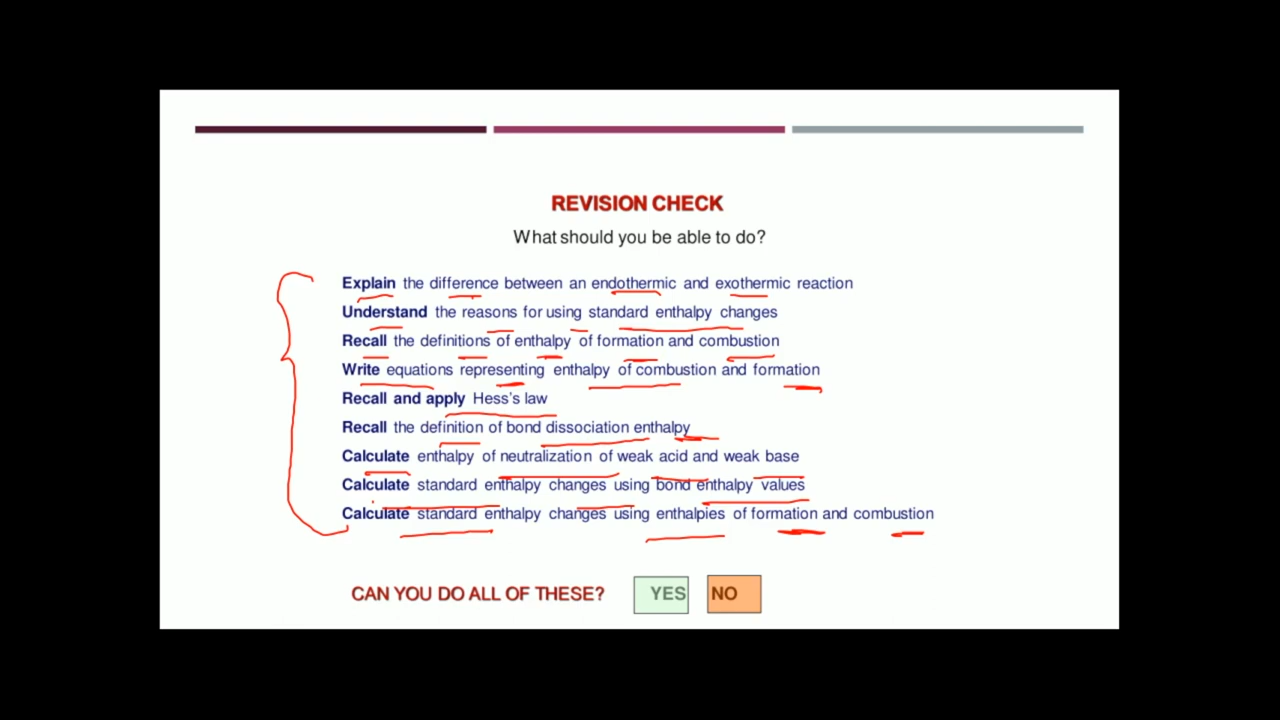 REVISION CHECK
What should you be able to do?
Explain the difference between an endothermic and exothermic reaction
Understand the reasons for using standard enthalpy changes
Recall the definitions of enthalpy of formation and combustion
Write equations representing enthalpy of combustion and formation
Recall and apply Hess's law
Recall the definition of bond dissociation enthalpy
Calculate enthalpy of neutralization of weak acid and weak base
Calculate standard enthalpy changes using bond enthalpy values
Calculate standard enthalpy changes using enthalpies of formation and combustion
CAN YOU DO ALL OF THESE? YES NO